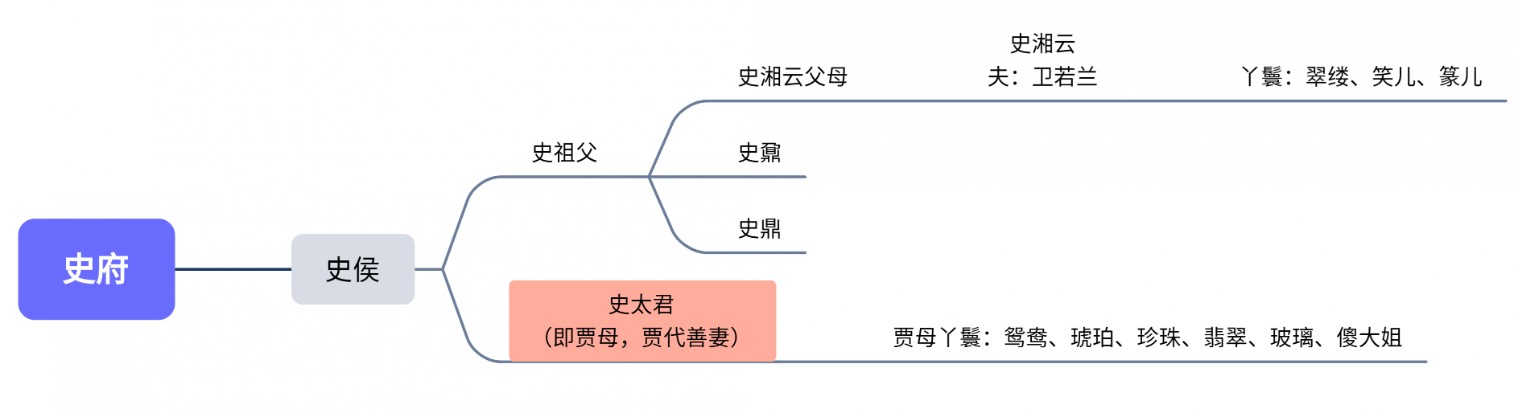 史湘云
史湘云父母
夫：卫若兰
丫鬟：翠缕、笑儿、篆儿
史祖父
史鼐
史鼎
史府
史侯
史太君
（即贾母，贾代善妻）
贾母丫鬟：鸳鸯、琥珀、珍珠、翡翠、玻璃、傻大姐